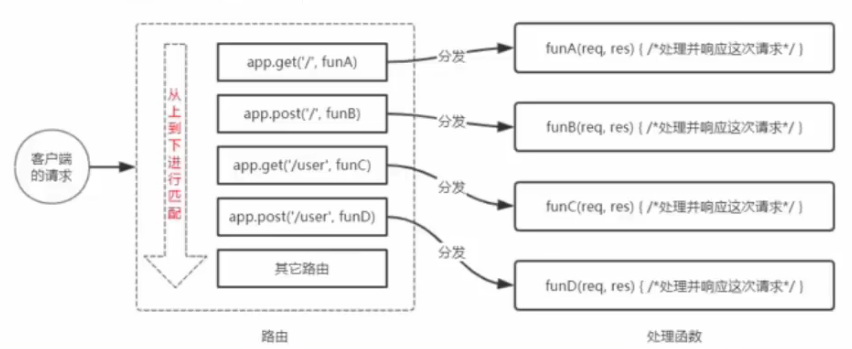 客户端
的请求
从上到下进行匹配
app.get('/', funA)
app.post('/', funB)
app.get('/user', funC)
app.post('/user', funD)
其它路由
路由
分发
分发
分发
分发
funA(req, res) { /*处理并响应这次请求*/ }
funB(req, res) { /*处理并响应这次请求*/ }
funC(req, res) { /*处理并响应这次请求*/ }
funD(req, res) { /*处理并响应这次请求*/ }
处理函数